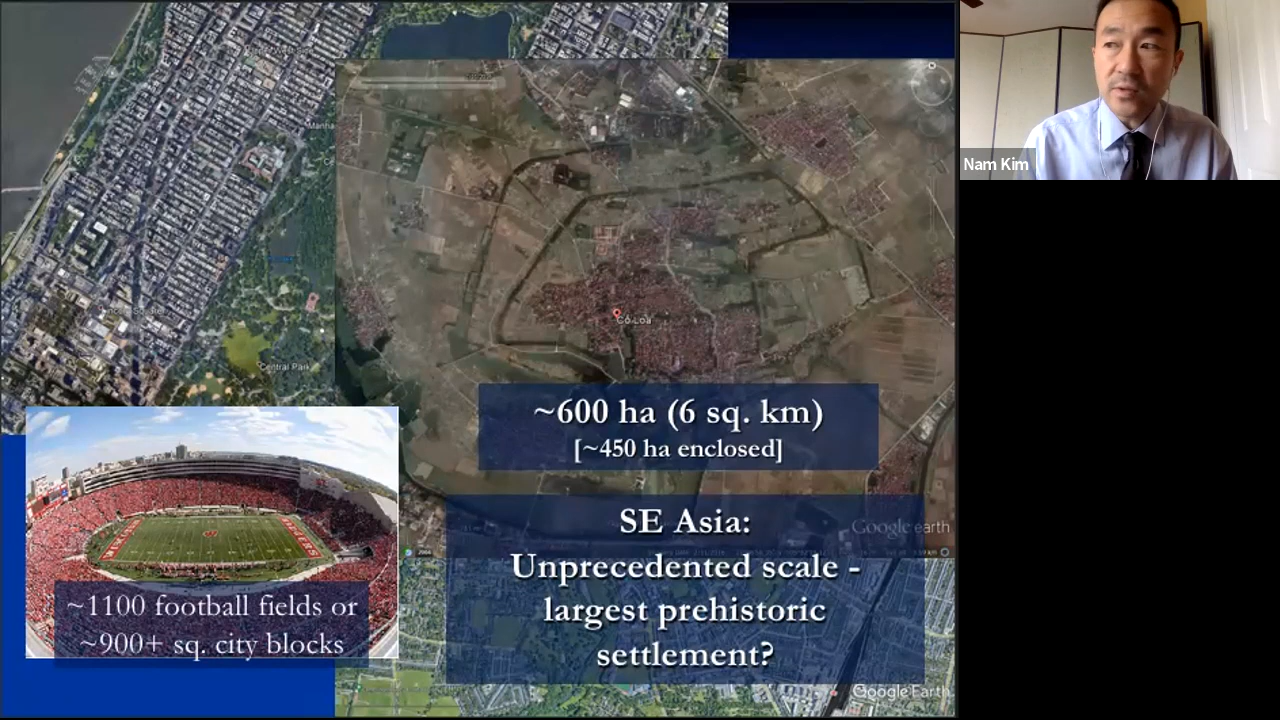 Nam Kim
Central Park
Cổ Loa
~600 ha (6 sq. km)
[~450 ha enclosed]
SE Asia:
Unprecedented scale -
largest prehistoric
settlement?
~1100 football fields or
~900+ sq. city blocks
Google earth
Google Earth